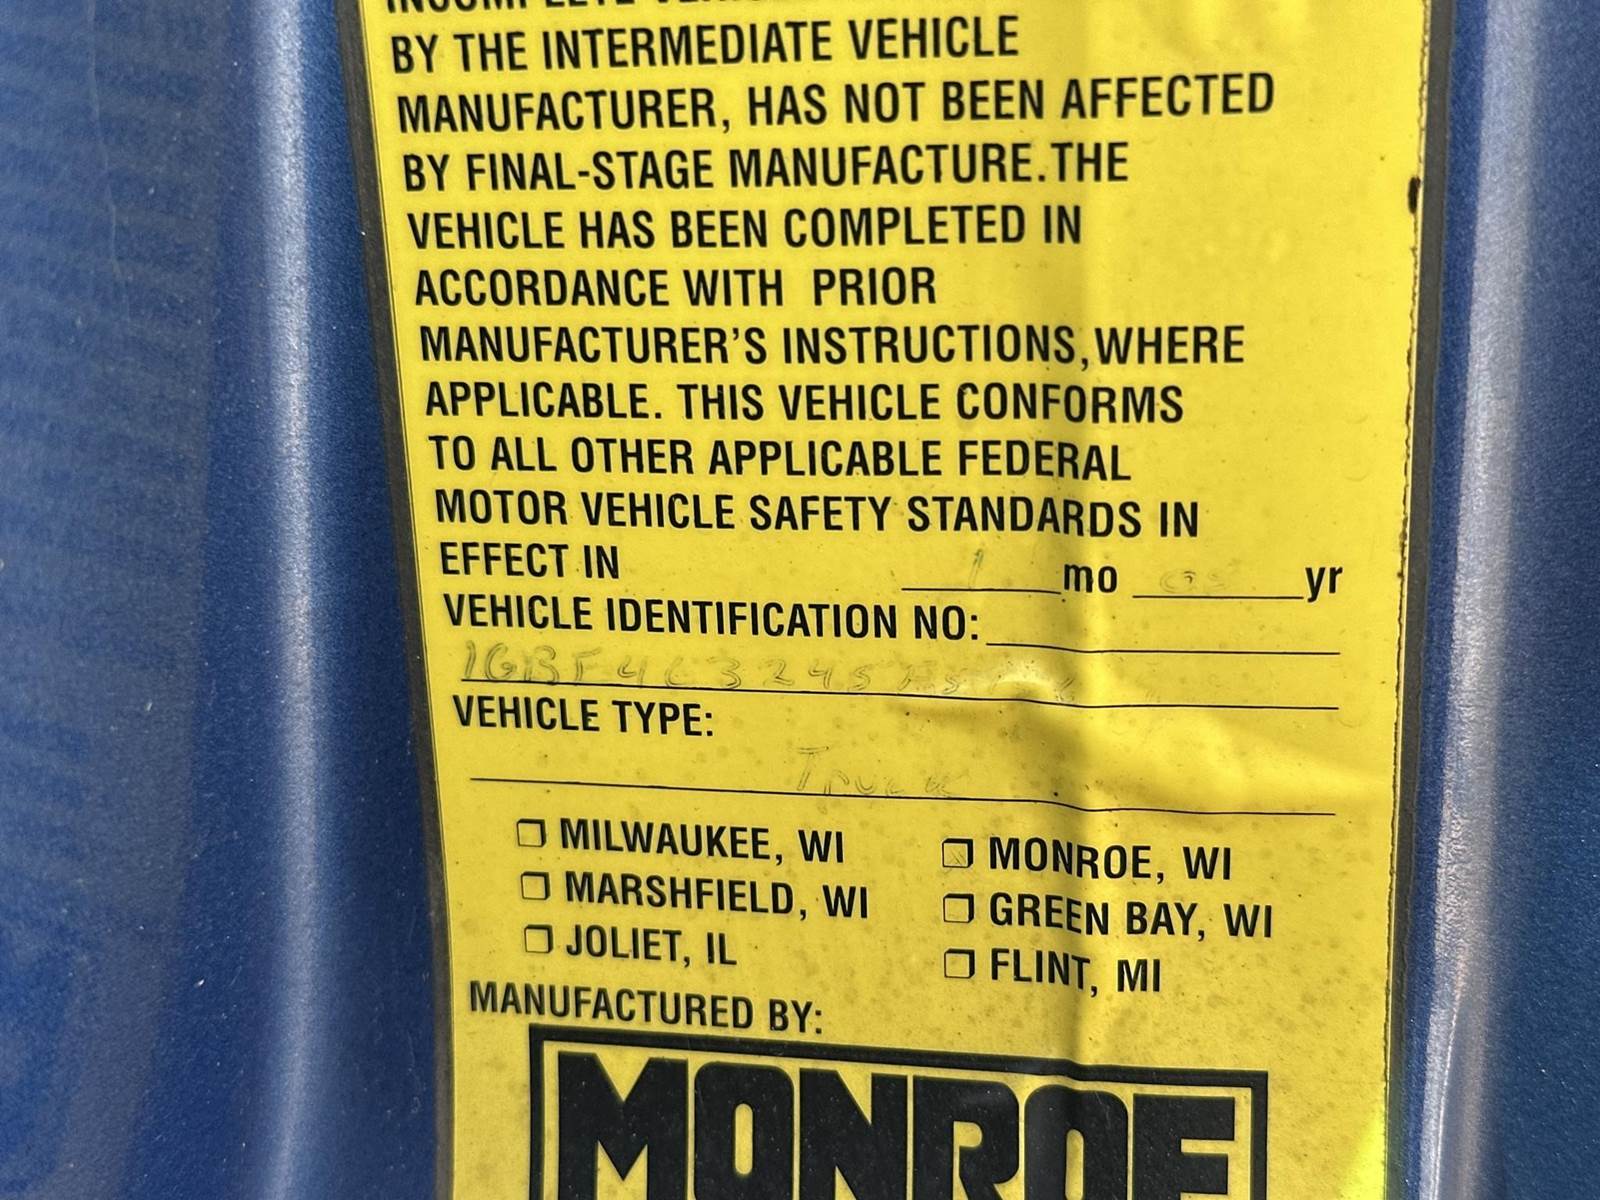 BY THE INTERMEDIATE VEHICLE
MANUFACTURER, HAS NOT BEEN AFFECTED
BY FINAL-STAGE MANUFACTURE. THE
VEHICLE HAS BEEN COMPLETED IN
ACCORDANCE WITH PRIOR
MANUFACTURER'S INSTRUCTIONS, WHERE
APPLICABLE. THIS VEHICLE CONFORMS
TO ALL OTHER APPLICABLE FEDERAL
MOTOR VEHICLE SAFETY STANDARDS IN
EFFECT IN 1 mo yr
VEHICLE IDENTIFICATION NO:
VEHICLE TYPE:
Truck
MILWAUKEE, WI MONROE, WI
MARSHFIELD, WI GREEN BAY, WI
JOLIET, IL FLINT, MI
MANUFACTURED BY:
MONROE